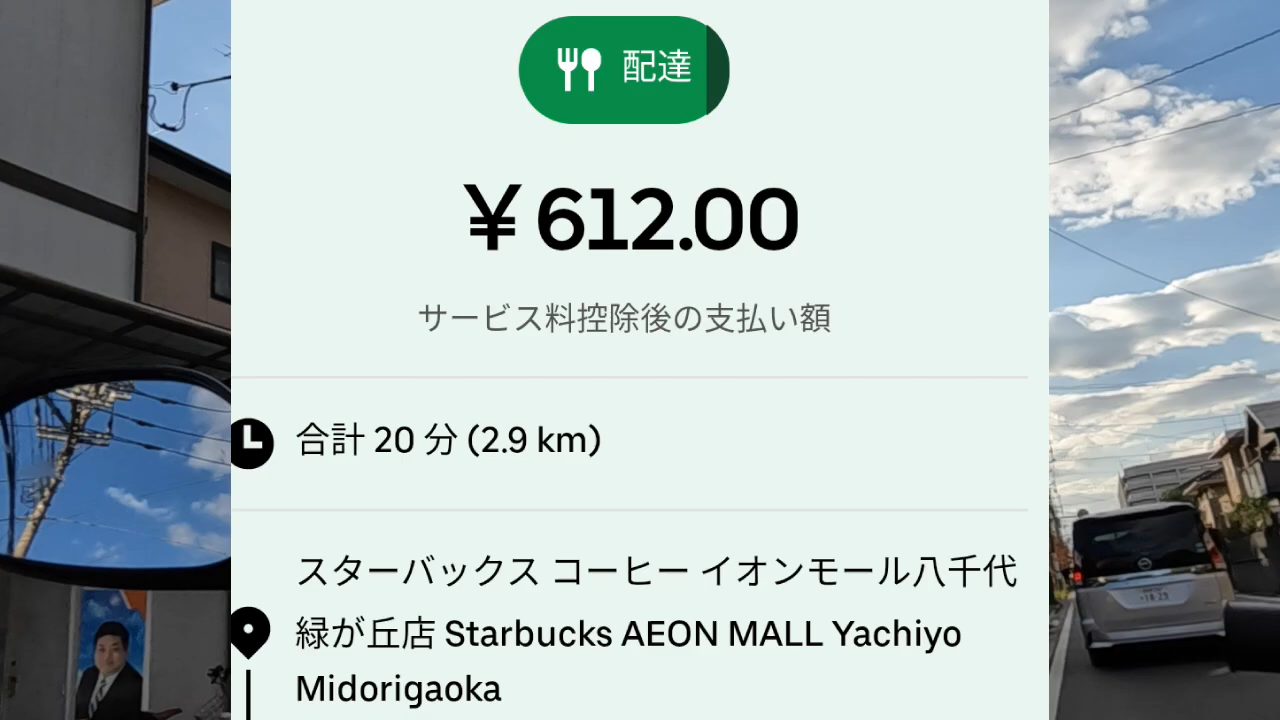 配達
￥612.00
サービス料控除後の支払い額
合計 20 分 (2.9 km)
スターバックス コーヒー イオンモール八千代
緑が丘店 Starbucks AEON MALL Yachiyo
Midorigaoka